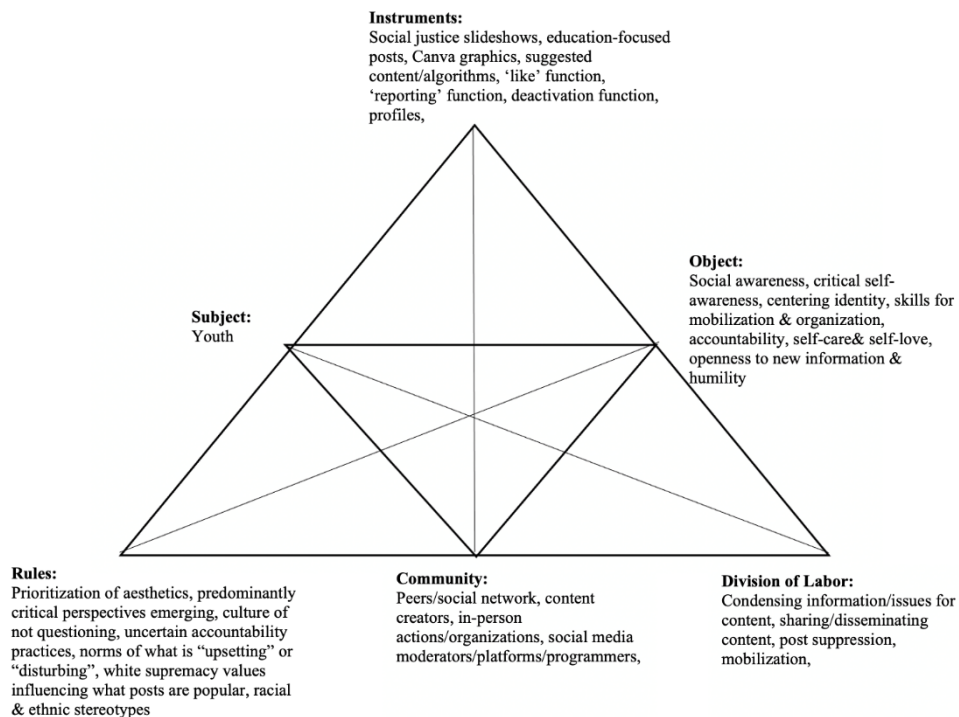 Instruments:
Social justice slideshows, education-focused
posts, Canva graphics, suggested
content/algorithms, ‘like’ function,
‘reporting’ function, deactivation function,
profiles,
Subject:
Youth
Object:
Social awareness, critical self-
awareness, centering identity, skills for
mobilization & organization,
accountability, self-care& self-love,
openness to new information &
humility
Rules:
Prioritization of aesthetics, predominantly
critical perspectives emerging, culture of
not questioning, uncertain accountability
practices, norms of what is “upsetting” or
“disturbing”, white supremacy values
influencing what posts are popular, racial
& ethnic stereotypes
Community:
Peers/social network, content
creators, in-person
actions/organizations, social media
moderators/platforms/programmers,
Division of Labor:
Condensing information/issues for
content, sharing/disseminating
content, post suppression,
mobilization,